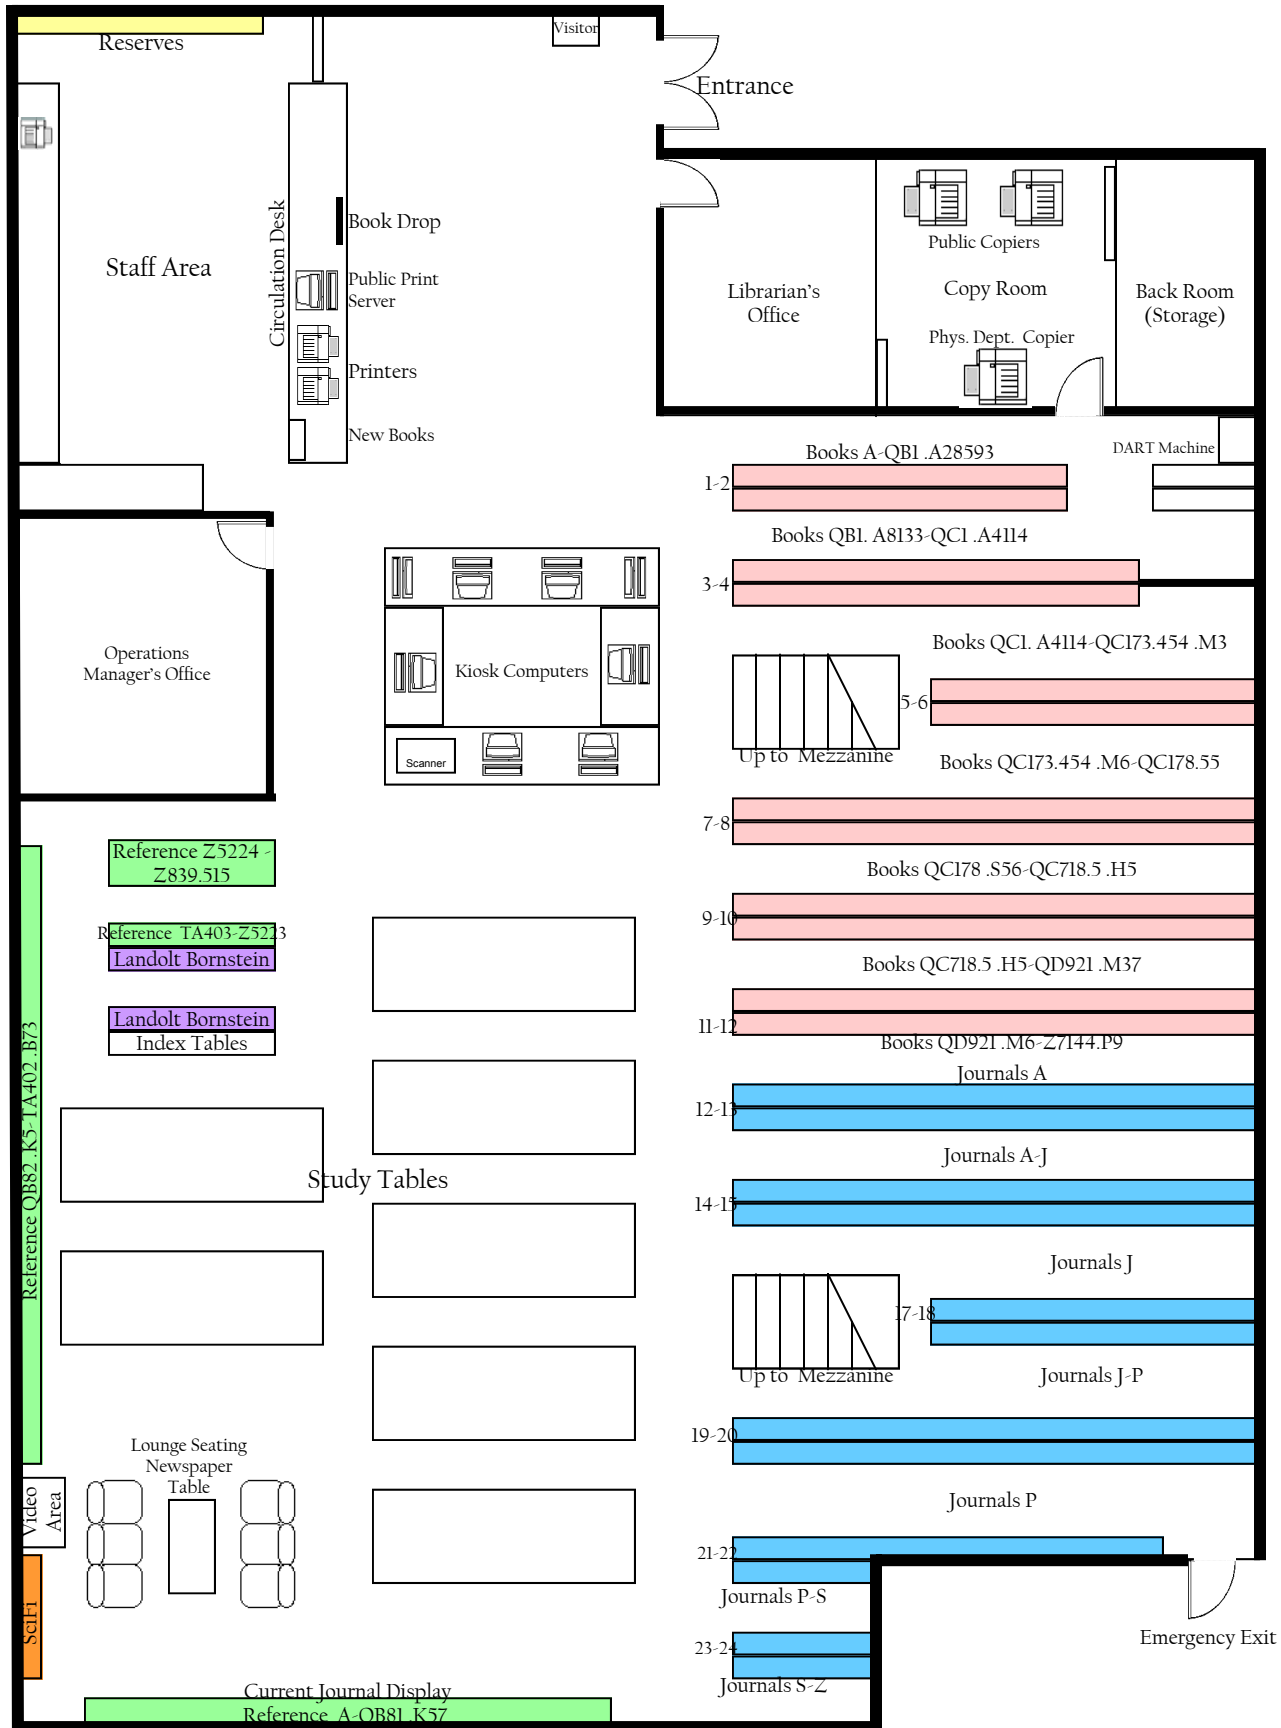 Visitor
Reserves
Entrance
Circulation Desk
Book Drop
Staff Area
Public Print
Server
Printers
New Books
Public Copiers
Librarian's
Office
Copy Room
Back Room
(Storage)
Phys. Dept. Copier
Books A-QB1 .A28593
DART Machine
1-2
Books QB1. A8133-QC1 .A4114
3-4
Operations
Manager's Office
Kiosk Computers
Scanner
Books QC1. A4114-QC173.454 .M3
5-6
Up to Mezzanine
Books QC173.454 .M6-QC178.55
7-8
Reference Z5224 -
Z839.515
Books QC178 .S56-QC718.5 .H5
9-10
Reference TA403-Z5223
Landolt Bornstein
Books QC718.5 .H5-QD921 .M37
Landolt Bornstein
Index Tables
11-12
Books QD921 .M6-Z7144.P9
Journals A
12-13
Reference QB82 .K5-TA402 .B73
Study Tables
Journals A-J
14-15
Journals J
17-18
Up to Mezzanine
Journals J-P
19-20
Lounge Seating
Newspaper
Table
Video
Area
Journals P
21-22
Journals P-S
SciFi
23-24
Journals S-Z
Emergency Exit
Current Journal Display
Reference A-QB81 .K57